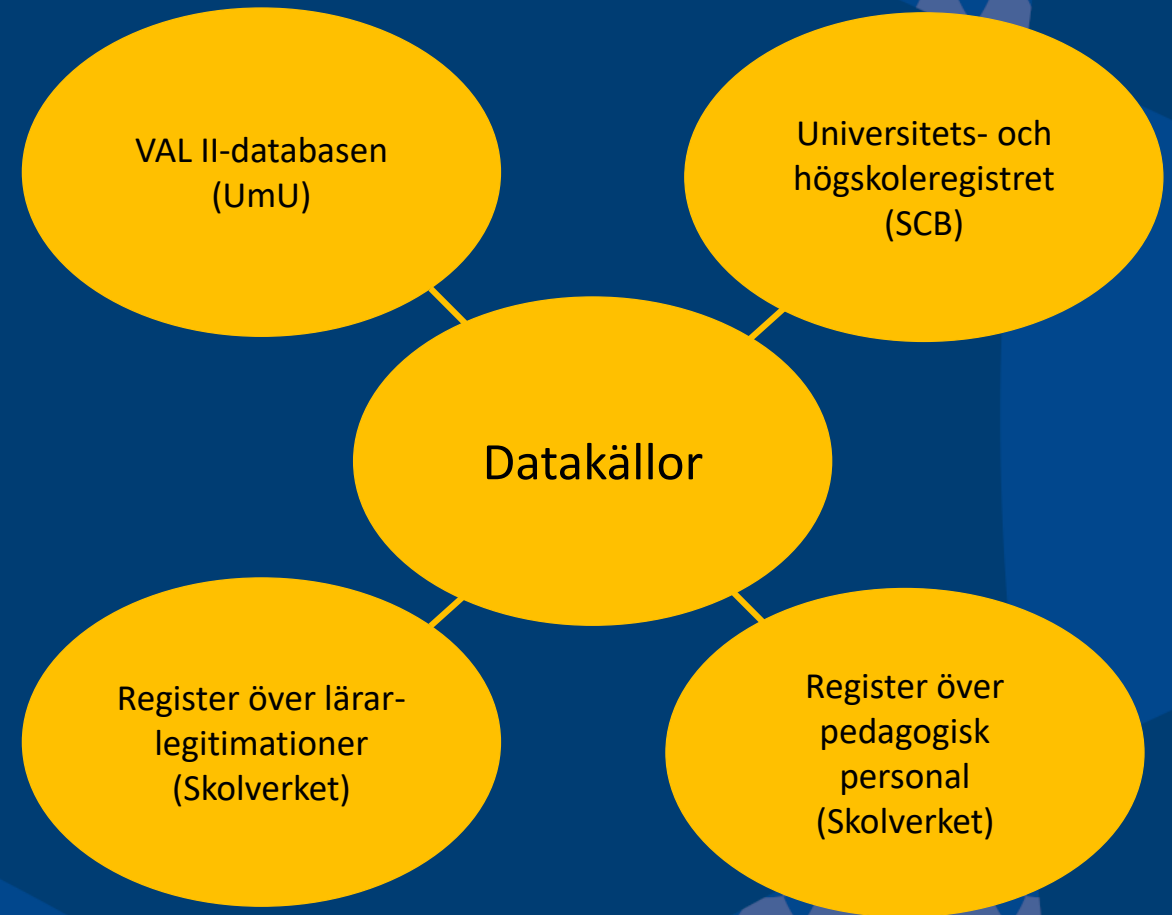 VAL II-databasen
(UmU)
Universitets- och
högskoleregistret
(SCB)
Datakällor
Register över lärar-
legitimationer
(Skolverket)
Register över
pedagogisk
personal
(Skolverket)